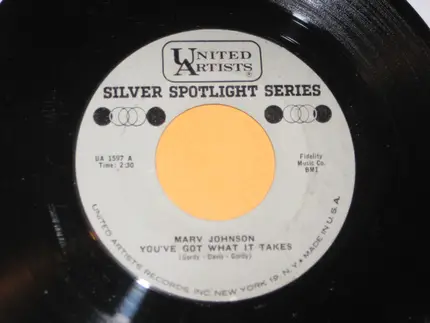 UNITED
ARTISTS®
SILVER SPOTLIGHT SERIES
UA 1597 A
Time: 2:30
Fidelity
Music Co.
BMI
MARV JOHNSON
YOU'VE GOT WHAT IT TAKES
(Gordy - Davis - Gordy)
UNITED ARTISTS RECORDS, INC. NEW YORK 19, N.Y. • MADE IN U.S.A.